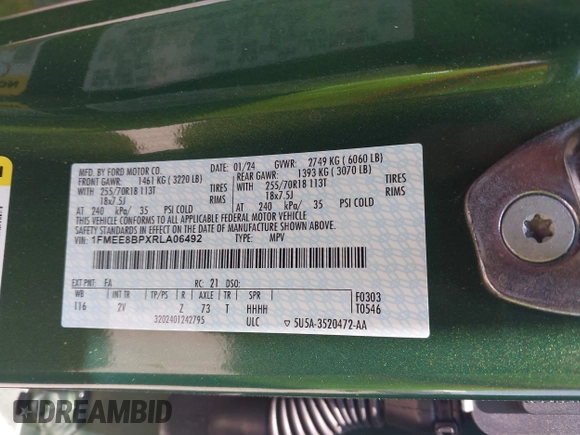 MFD. BY FORD MOTOR CO.
DATE: 01/24 GVWR: 2749 KG ( 6060 LB)
FRONT GAWR: 1461 KG ( 3220 LB) REAR GAWR: 1393 KG ( 3070 LB)
WITH 255/70R18 113T TIRES WITH 255/70R18 113T TIRES
18x7.5J RIMS 18x7.5J RIMS
AT 240 kPa/ 35 PSI COLD AT 240 kPa/ 35 PSI COLD
THIS VEHICLE CONFORMS TO ALL APPLICABLE FEDERAL MOTOR VEHICLE
SAFETY STANDARDS IN EFFECT ON THE DATE OF MANUFACTURE SHOWN ABOVE.
VIN: 1FMEE8BPXRLA06492 TYPE: MPV
EXT PNT: FA RC: 21 DSO:
WB INT TR TP/PS R AXLE TR SPR F0303
116 2V Z 73 T HHHH T0546
3202401242795 ULC 5U5A-3520472-AA
DREAMBID